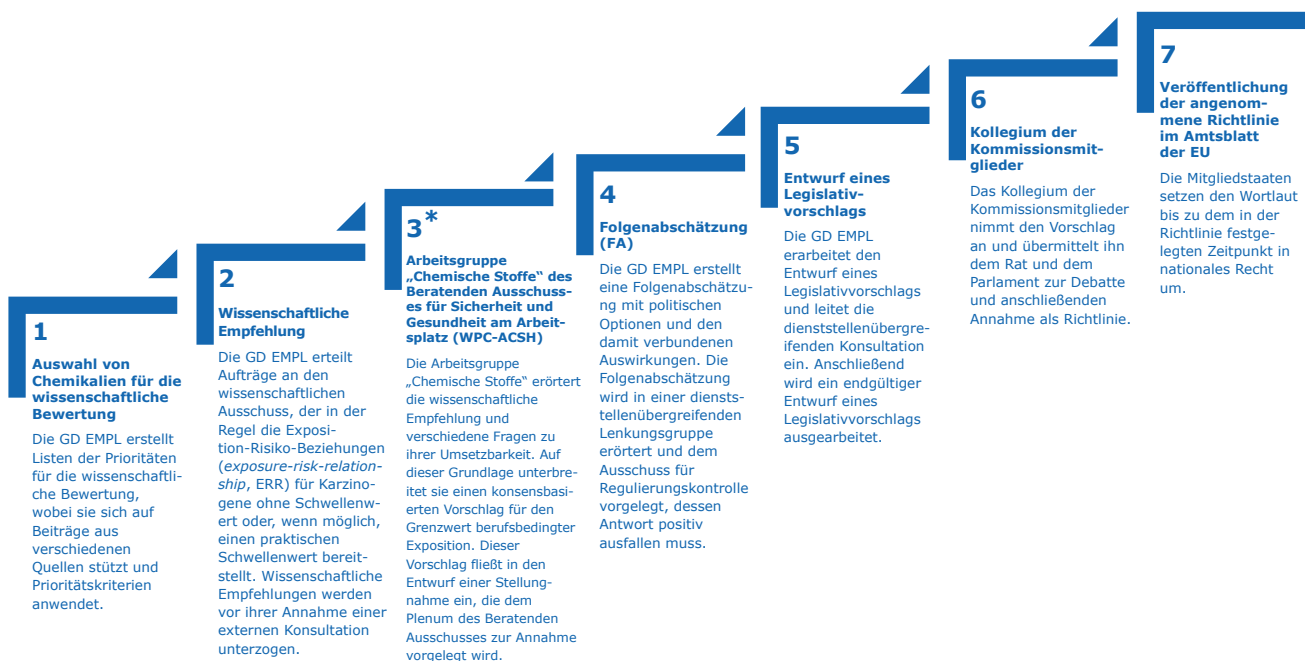 1
Auswahl von
Chemikalien für die
wissenschaftliche
Bewertung
Die GD EMPL erstellt
Listen der Prioritäten
für die wissenschaftli-
che Bewertung,
wobei sie sich auf
Beiträge aus
verschiedenen
Quellen stützt und
Prioritätskriterien
anwendet.
2
Wissenschaftliche
Empfehlung
Die GD EMPL erteilt
Aufträge an den
wissenschaftlichen
Ausschuss, der in der
Regel die Exposi-
tion-Risiko-Beziehungen
(exposure-risk-relation-
ship, ERR) für Karzino-
gene ohne Schwellenw-
ert oder, wenn möglich,
einen praktischen
Schwellenwert bereit-
stellt. Wissenschaftliche
Empfehlungen werden
vor ihrer Annahme einer
externen Konsultation
unterzogen.
3*
Arbeitsgruppe
„Chemische Stoffe“ des
Beratenden Ausschuss-
es für Sicherheit und
Gesundheit am Arbeit-
splatz (WPC-ACSH)
Die Arbeitsgruppe
„Chemische Stoffe“ erörtert
die wissenschaftliche
Empfehlung und
verschiedene Fragen zu
ihrer Umsetzbarkeit. Auf
dieser Grundlage unterbre-
itet sie einen konsensbasi-
erten Vorschlag für den
Grenzwert berufsbedingter
Exposition. Dieser
Vorschlag fließt in den
Entwurf einer Stellung-
nahme ein, die dem
Plenum des Beratenden
Ausschusses zur Annahme
vorgelegt wird.
4
Folgenabschätzung
(FA)
Die GD EMPL erstellt
eine Folgenabschätzu-
ng mit politischen
Optionen und den
damit verbundenen
Auswirkungen. Die
Folgenabschätzung
wird in einer dienstst-
stellenübergreifenden
Lenkungsgruppe
erörtert und dem
Ausschuss für
Regulierungskontrolle
vorgelegt, dessen
Antwort positiv
ausfallen muss.
5
Entwurf eines
Legislativ-
vorschlags
Die GD EMPL
erarbeitet den
Entwurf eines
Legislativvorschlags
und leitet die
dienststellenübergre-
ifenden Konsultation
ein. Anschließend
wird ein endgültiger
Entwurf eines
Legislativvorschlags
ausgearbeitet.
6
Kollegium der
Kommissionsmit-
glieder
Das Kollegium der
Kommissionsmitglieder
nimmt den Vorschlag
an und übermittelt ihn
dem Rat und dem
Parlament zur Debatte
und anschließenden
Annahme als Richtlinie.
7
Veröffentlichung
der angenom-
mene Richtlinie
im Amtsblatt
der EU
Die Mitgliedstaaten
setzen den Wortlaut
bis zu dem in der
Richtlinie festge-
legten Zeitpunkt in
nationales Recht
um.